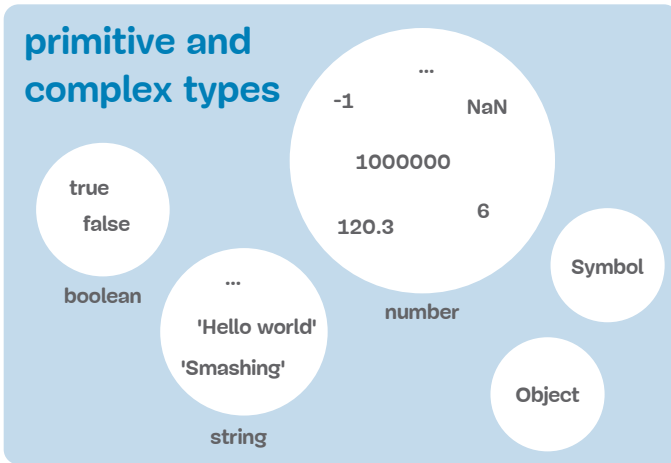 primitive and
complex types
...
-1
NaN
1000000
120.3
6
number
true
false
boolean
...
'Hello world'
'Smashing'
string
Symbol
Object